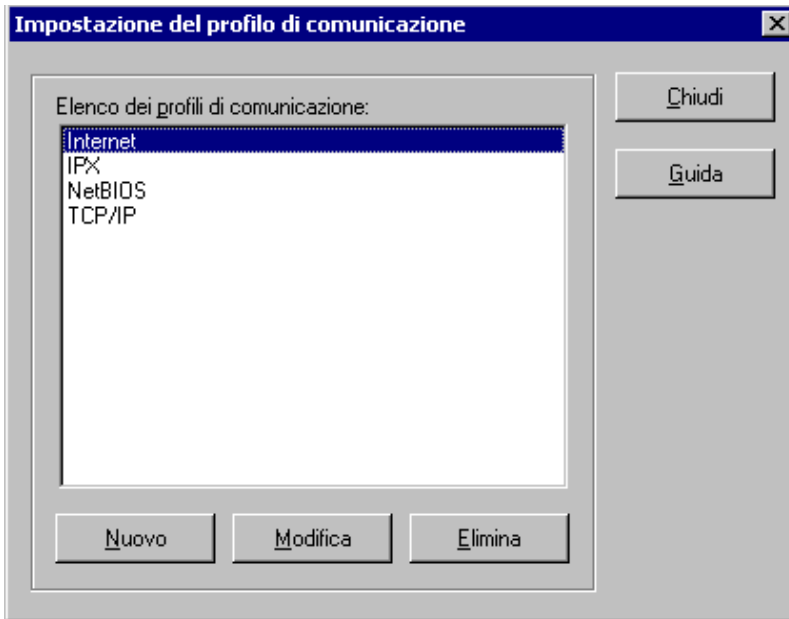 Impostazione del profilo di comunicazione
Elenco dei profili di comunicazione:
Internet
IPX
NetBIOS
TCP/IP
Chiudi
Guida
Nuovo
Modifica
Elimina